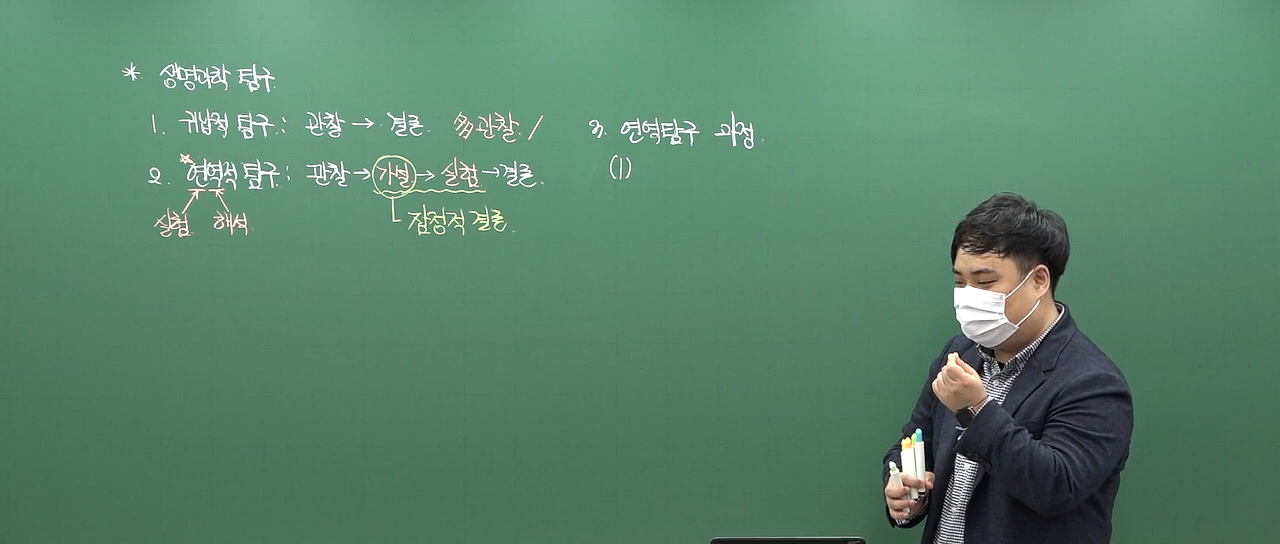 * 생명과학 탐구
1. 귀납적 탐구 : 관찰 → 결론. 多관찰. /
2. ☆연역적 탐구 : 관찰 → 가설 → 실험 → 결론.
실험 해석
잠정적 결론.
3. 연역탐구 과정.
(1)